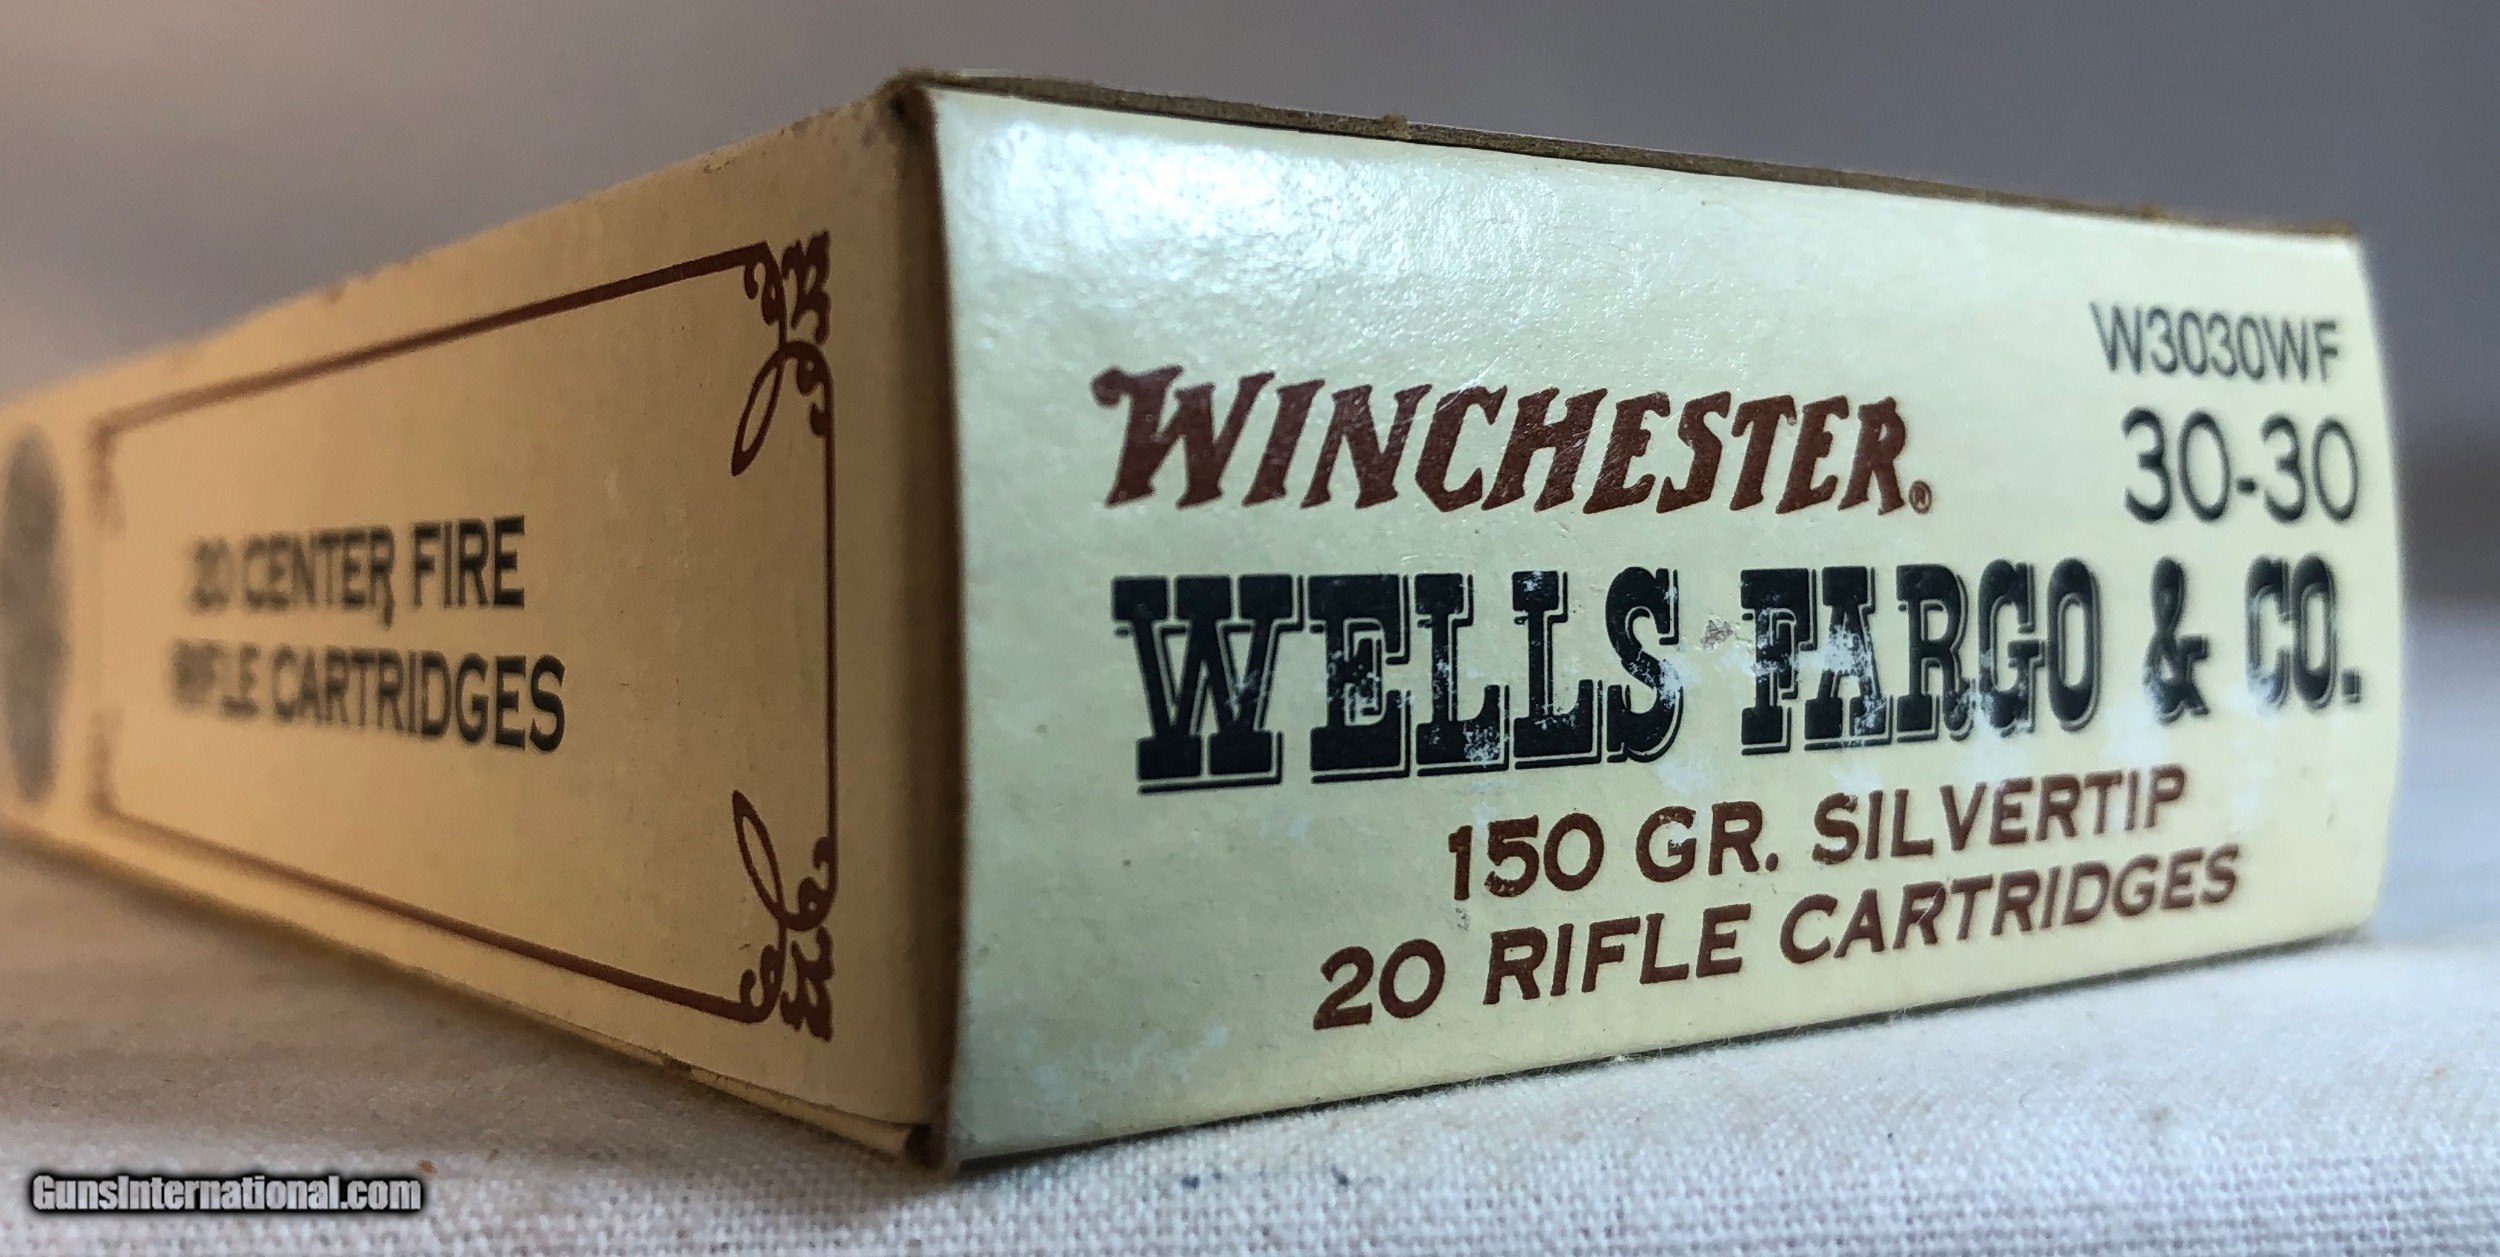 20 CENTER FIRE
RIFLE CARTRIDGES
W3030WF
WINCHESTER®
30-30
WELLS FARGO & CO.
150 GR. SILVERTIP
20 RIFLE CARTRIDGES
GunsInternational.com